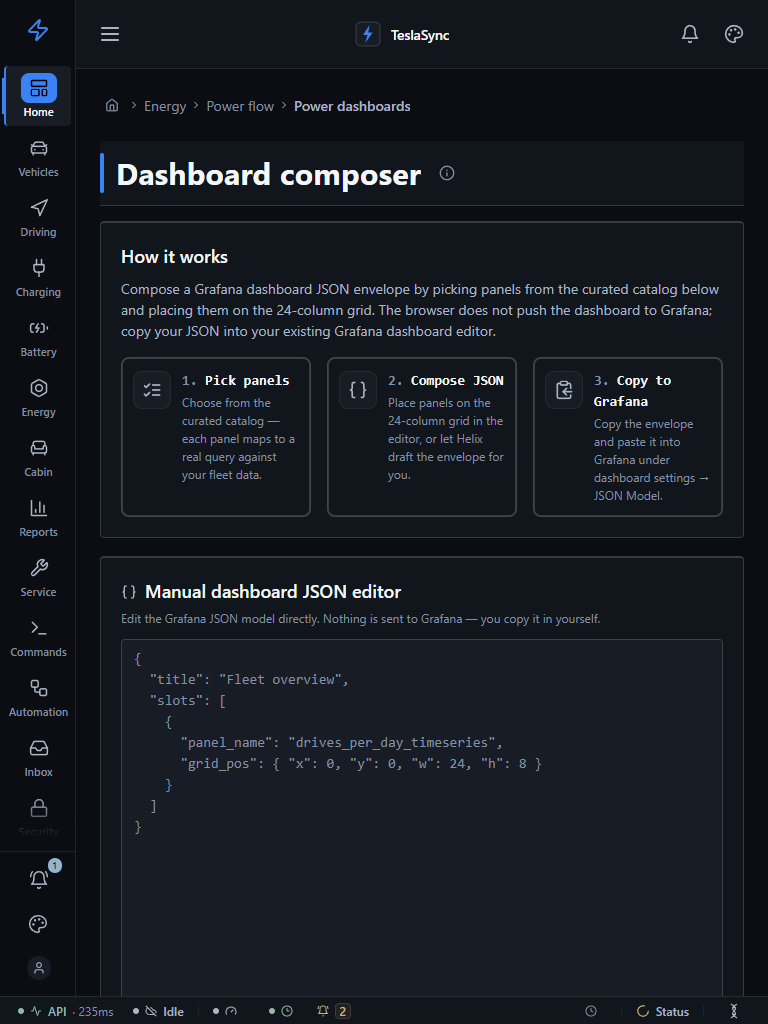 TeslaSync
Home
Vehicles
Driving
Charging
Battery
Energy
Cabin
Reports
Service
Commands
Automation
Inbox
Security
1
Energy > Power flow > Power dashboards
Dashboard composer
How it works
Compose a Grafana dashboard JSON envelope by picking panels from the curated catalog below
and placing them on the 24-column grid. The browser does not push the dashboard to Grafana;
copy your JSON into your existing Grafana dashboard editor.
1. Pick panels
Choose from the
curated catalog —
each panel maps to a
real query against
your fleet data.
2. Compose JSON
Place panels on the
24-column grid in the
editor, or let Helix
draft the envelope for
you.
3. Copy to
Grafana
Copy the envelope
and paste it into
Grafana under
dashboard settings →
JSON Model.
{} Manual dashboard JSON editor
Edit the Grafana JSON model directly. Nothing is sent to Grafana — you copy it in yourself.
{
  "title": "Fleet overview",
  "slots": [
    {
      "panel_name": "drives_per_day_timeseries",
      "grid_pos": { "x": 0, "y": 0, "w": 24, "h": 8 }
    }
  ]
}
API · 235ms Idle 2 Status